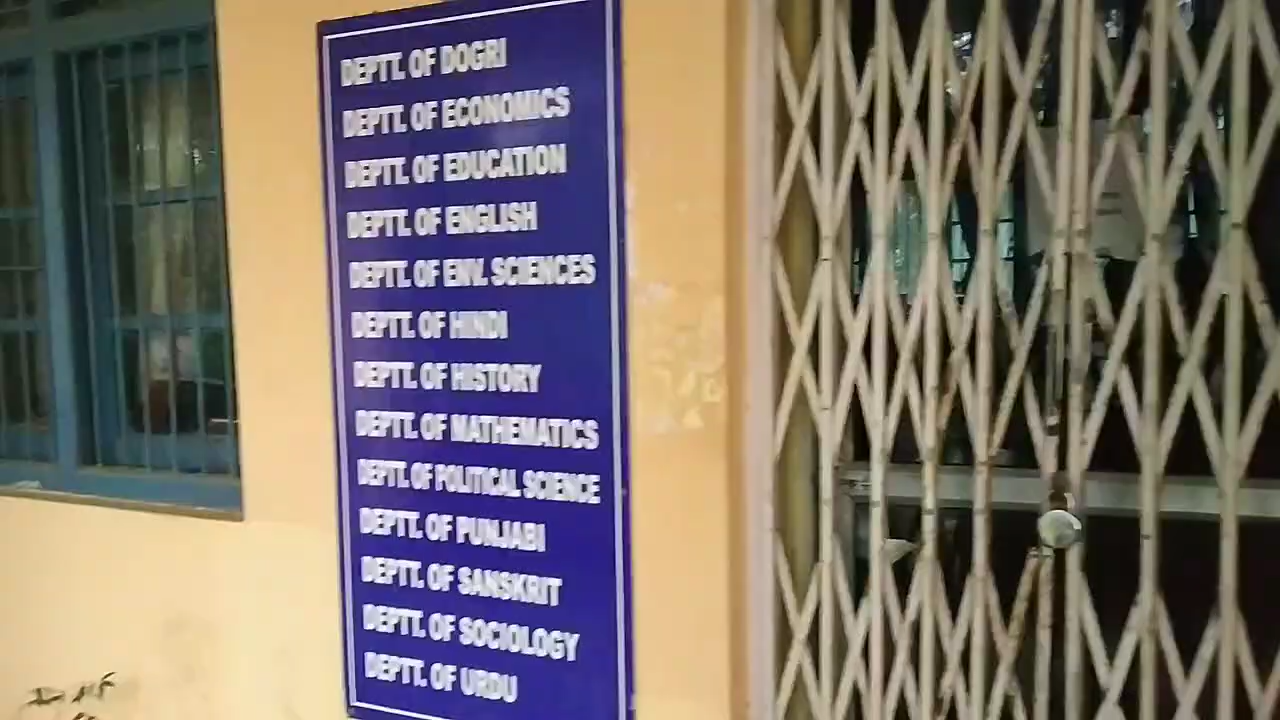 DEPTT. OF DOGRI
DEPTT. OF ECONOMICS
DEPTT. OF EDUCATION
DEPTT. OF ENGLISH
DEPTT. OF ENV. SCIENCES
DEPTT. OF HINDI
DEPTT. OF HISTORY
DEPTT. OF MATHEMATICS
DEPTT. OF POLITICAL SCIENCE
DEPTT. OF PUNJABI
DEPTT. OF SANSKRIT
DEPTT. OF SOCIOLOGY
DEPTT. OF URDU